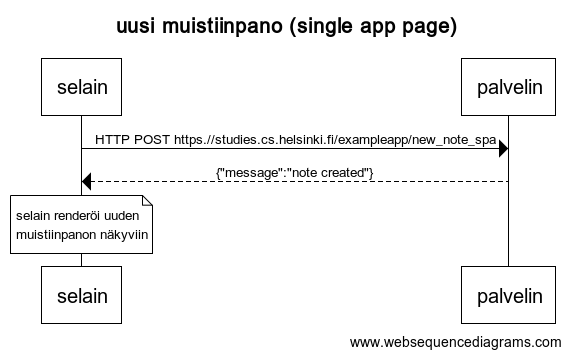 uusi muistiinpano (single app page)
selain
palvelin
HTTP POST https.//studies.cs.helsinki.fi/exampleapp/new_note_spa
{"message":"note created"}
selain renderöi uuden
muistiinpanon näkyviin
selain
palvelin
www.websequencediagrams.com